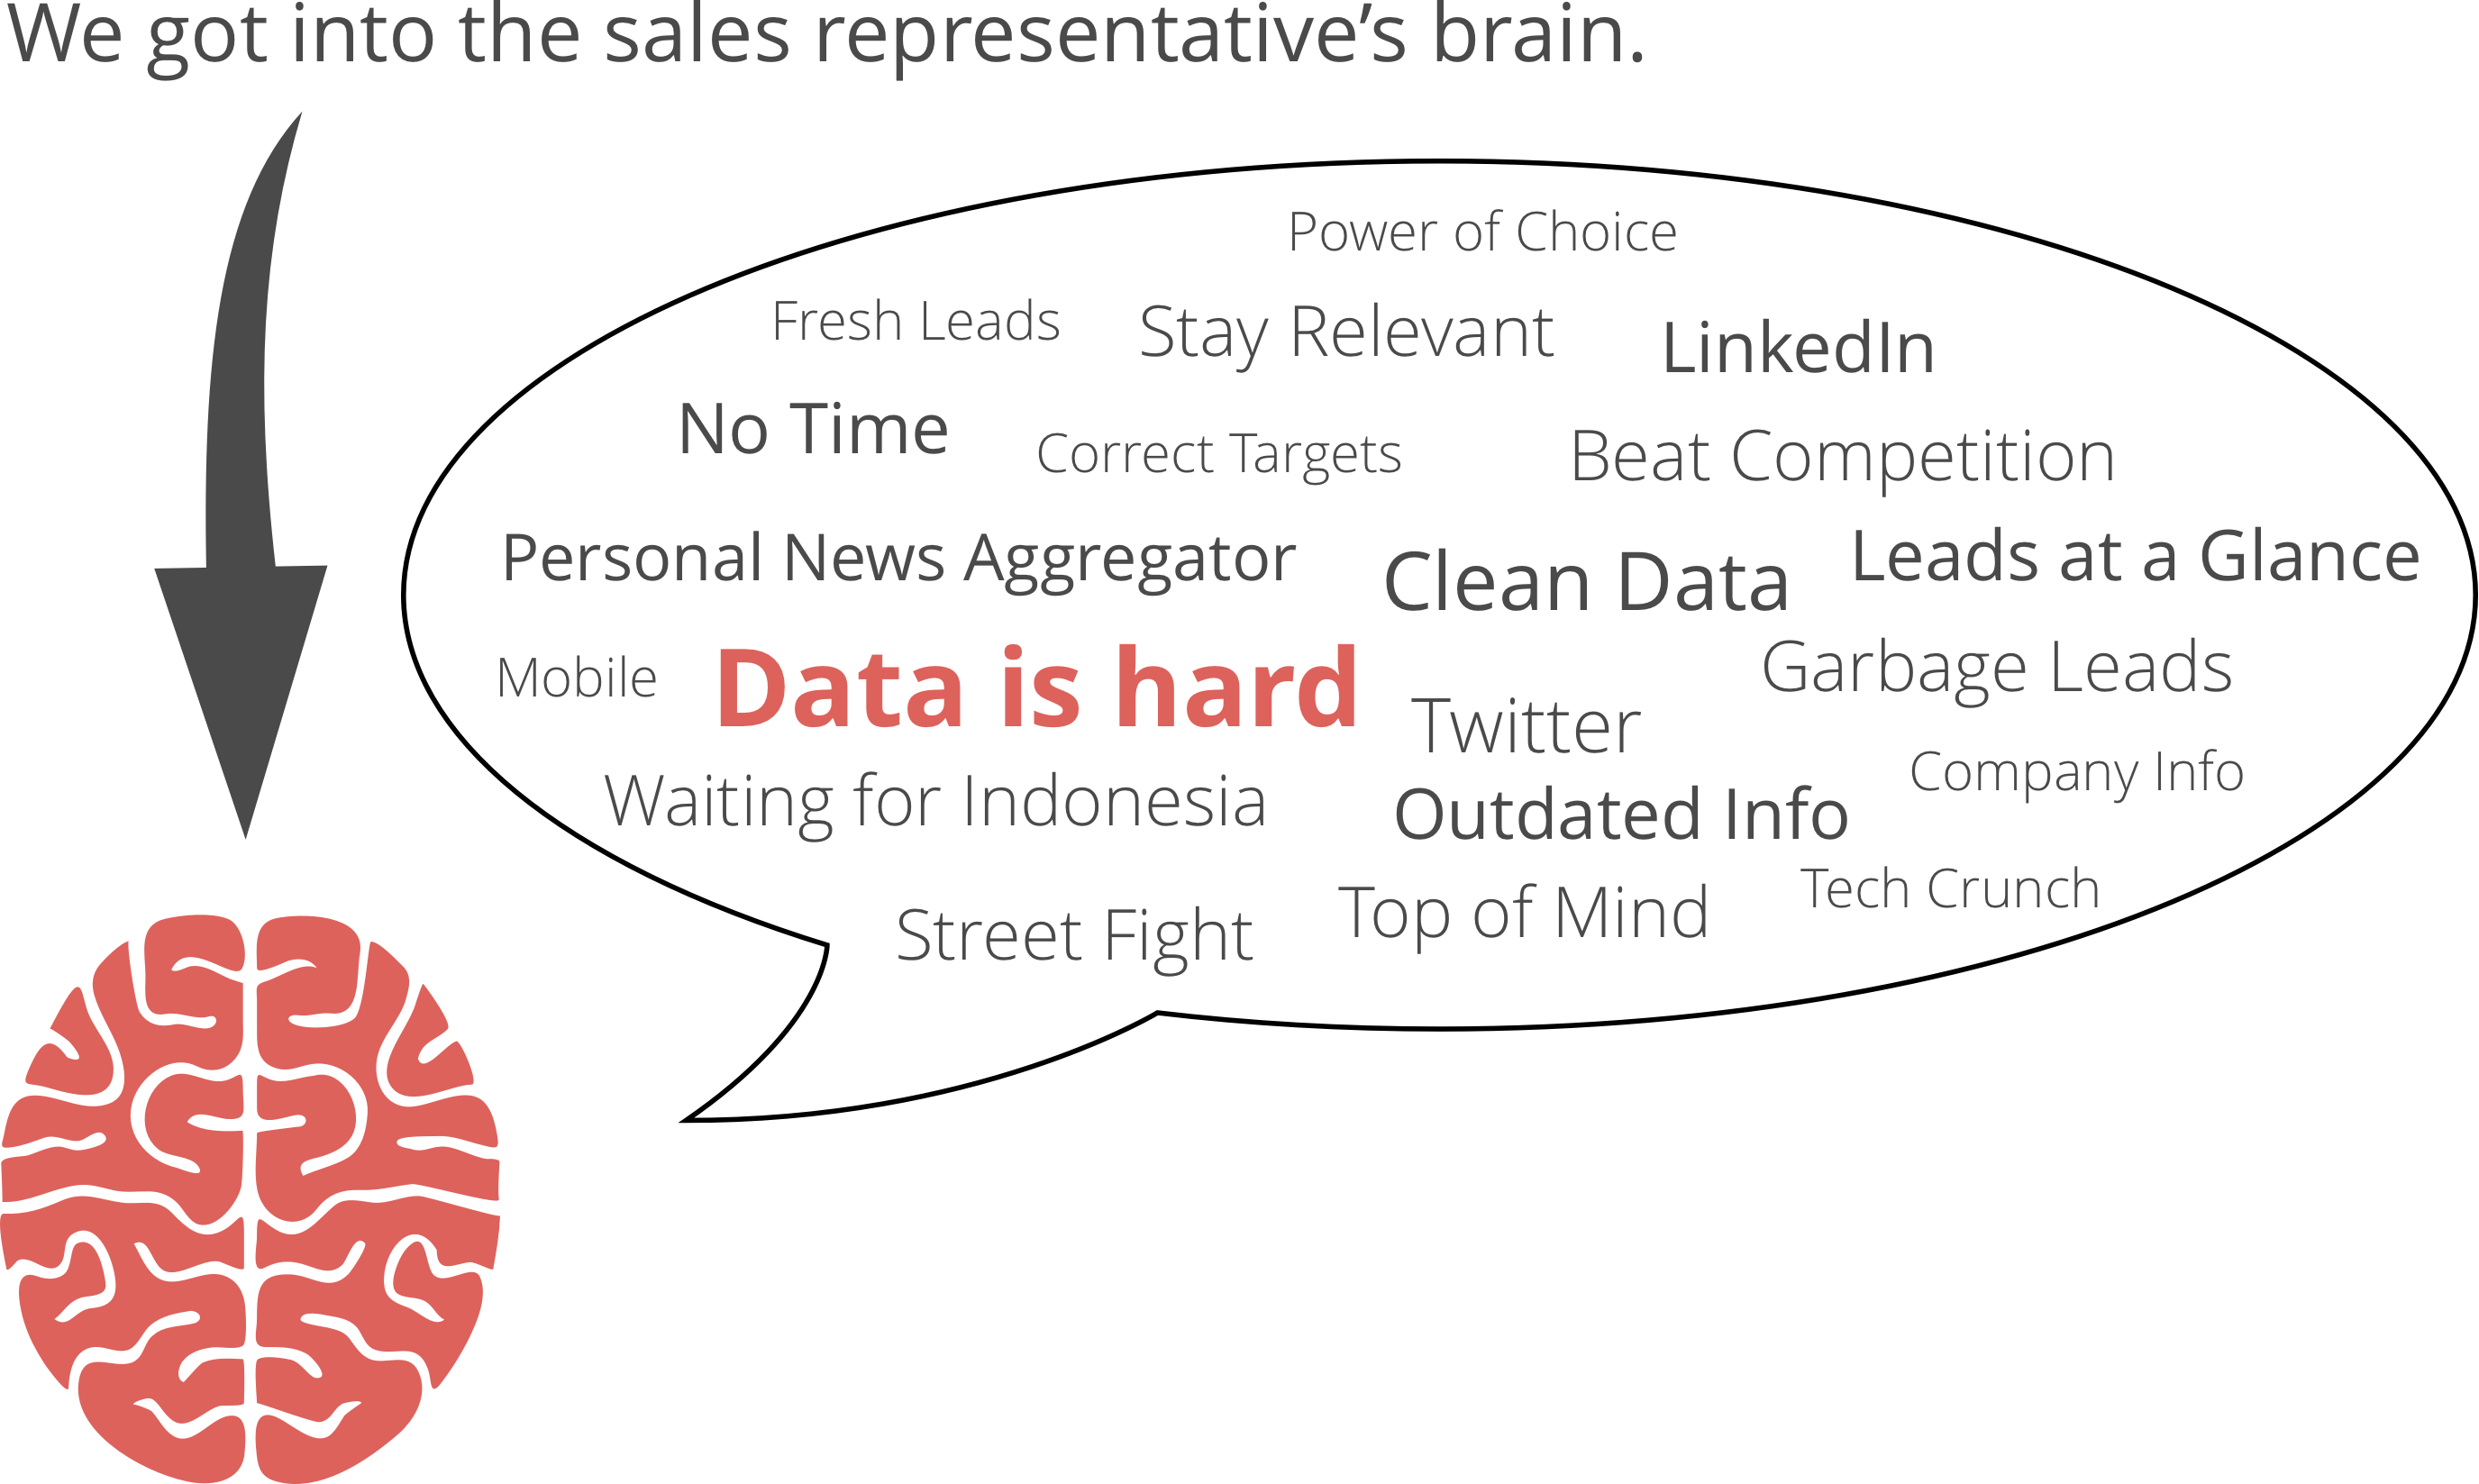 We got into the sales representative’s brain.
Power of Choice
Fresh Leads
Stay Relevant
LinkedIn
No Time
Correct Targets
Beat Competition
Personal News Aggregator
Clean Data
Leads at a Glance
Mobile
Data is hard
Twitter
Garbage Leads
Waiting for Indonesia
Outdated Info
Company Info
Street Fight
Top of Mind
Tech Crunch